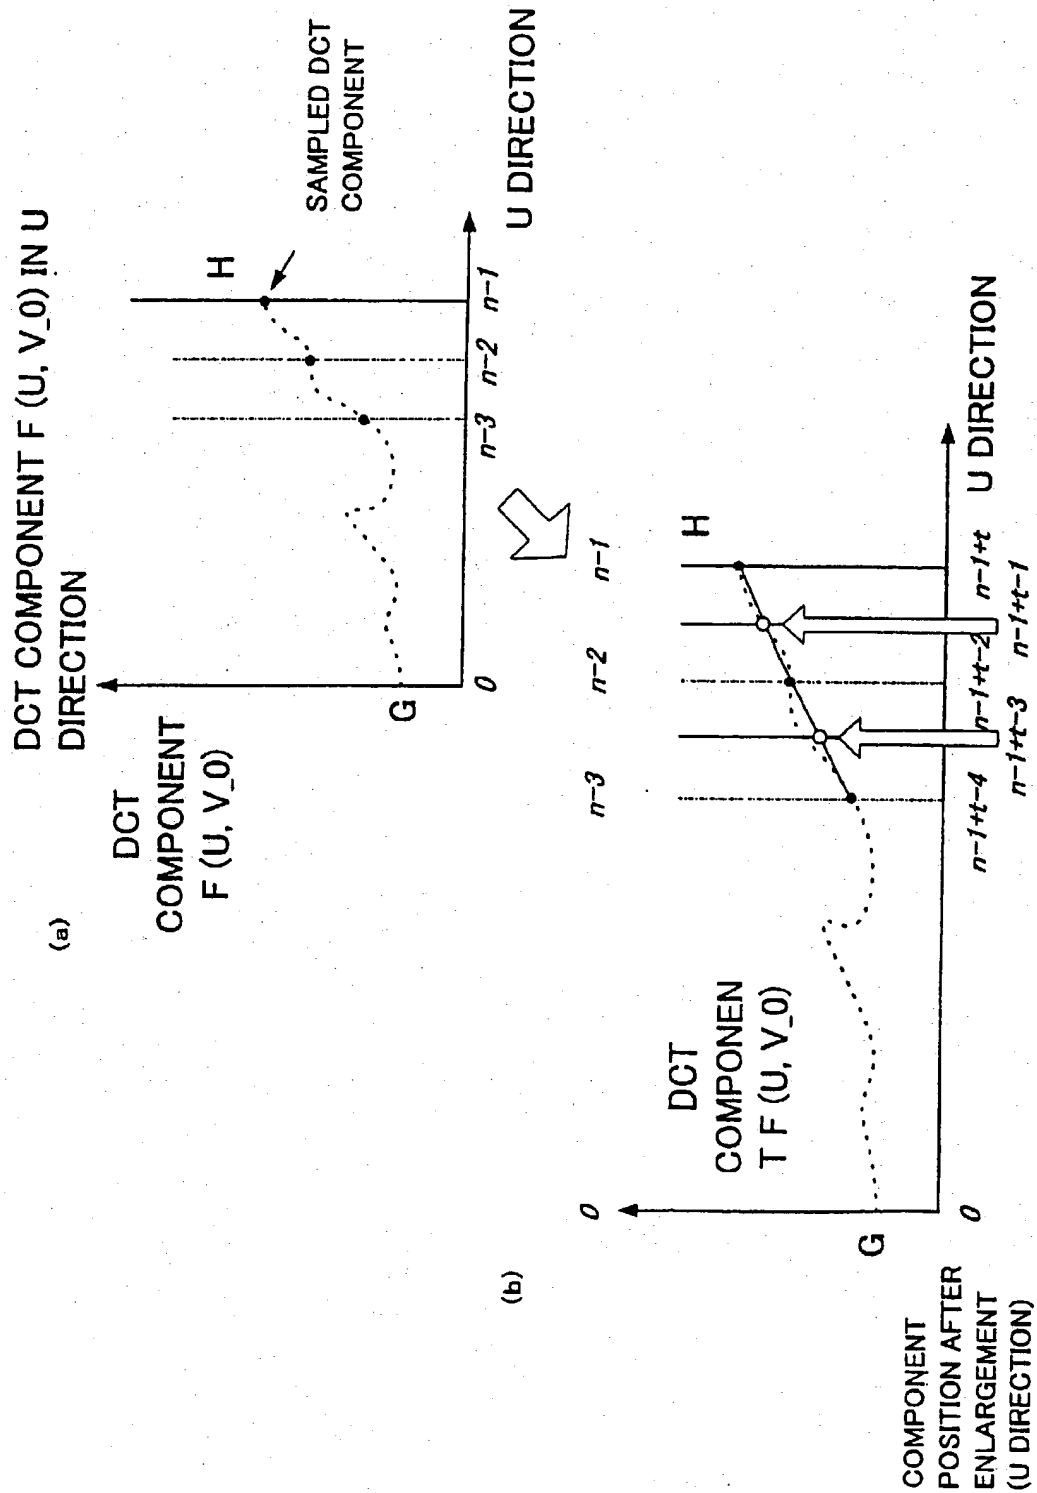 DCT COMPONENT F (U, V_0) IN U
DIRECTION
(a)
DCT
COMPONENT
F (U, V_0)
G
H
SAMPLED DCT
COMPONENT
0
n-3
n-2
n-1
U DIRECTION
(b)
0
n-3
n-2
n-1
DCT
COMPONEN
T F (U, V_0)
G
H
0
n-1+t-4
n-1+t-3
n-1+t-2
n-1+t-1
n-1+t
U DIRECTION
COMPONENT
POSITION AFTER
ENLARGEMENT
(U DIRECTION)